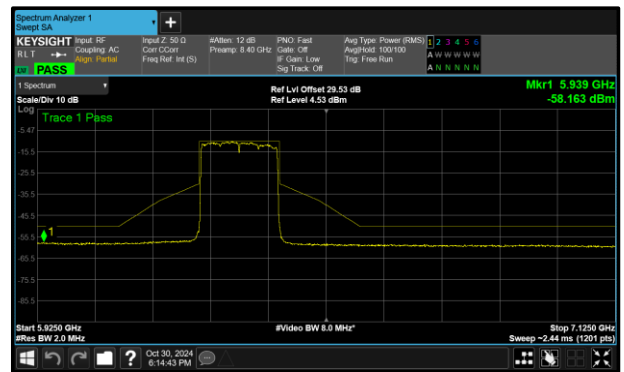 Spectrum Analyzer 1
Swept SA
+
KEYSIGHT Input: RF
RLT
Coupling: AC
Align: Partial
LXI PASS
Input Z: 50 Ω
Corr CCorr
Freq Ref: Int (S)
#Atten: 12 dB
Preamp: 8.40 GHz
PNO: Fast
Gate: Off
IF Gain: Low
Sig Track: Off
Avg Type: Power (RMS)
Avg|Hold: 100/100
Trig: Free Run
1 2 3 4 5 6
A W W W W W
A N N N N N
1 Spectrum
Scale/Div 10 dB
Ref Lvl Offset 29.53 dB
Ref Level 4.53 dBm
Mkr1 5.939 GHz
-58.163 dBm
Log
Trace 1 Pass
-5.47
-15.5
-25.5
-35.5
-45.5
-55.5
1
-65.5
-75.5
-85.5
Start 5.9250 GHz
#Res BW 2.0 MHz
#Video BW 8.0 MHz*
Stop 7.1250 GHz
Sweep ~2.44 ms (1201 pts)
?
Oct 30, 2024
6:14:43 PM